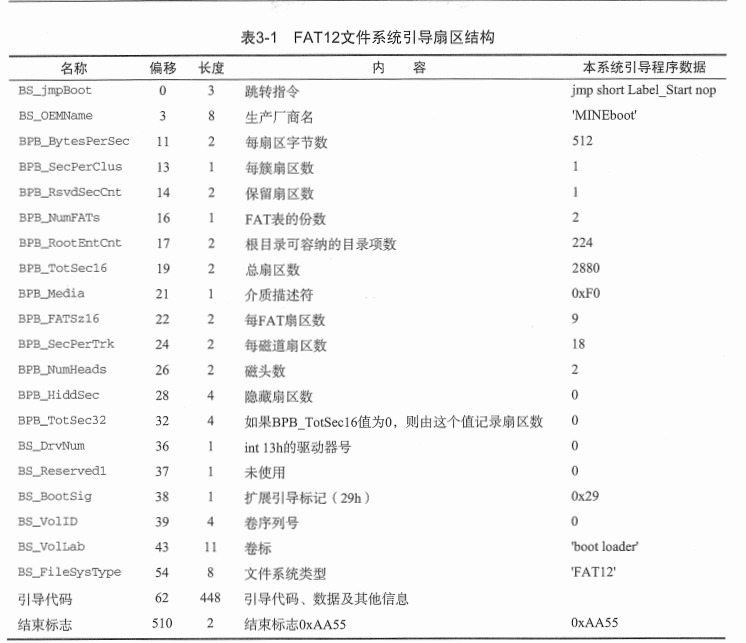 表3-1 FAT12文件系统引导扇区结构
名称 偏移 长度 内 容 本系统引导程序数据
BS_jmpBoot 0 3 跳转指令 jmp short Label_Start nop
BS_OEMName 3 8 生产厂商名 'MINEboot'
BPB_BytesPerSec 11 2 每扇区字节数 512
BPB_SecPerClus 13 1 每簇扇区数 1
BPB_RsvdSecCnt 14 2 保留扇区数 1
BPB_NumFATs 16 1 FAT表的份数 2
BPB_RootEntCnt 17 2 根目录可容纳的目录项数 224
BPB_TotSec16 19 2 总扇区数 2880
BPB_Media 21 1 介质描述符 0xF0
BPB_FATSz16 22 2 每FAT扇区数 9
BPB_SecPerTrk 24 2 每磁道扇区数 18
BPB_NumHeads 26 2 磁头数 2
BPB_HiddSec 28 4 隐藏扇区数 0
BPB_TotSec32 32 4 如果BPB_TotSec16值为0，则由这个值记录扇区数 0
BS_DrvNum 36 1 int 13h的驱动器号 0
BS_Reserved1 37 1 未使用 0
BS_BootSig 38 1 扩展引导标记（29h） 0x29
BS_VolID 39 4 卷序列号 0
BS_VolLab 43 11 卷标 'boot loader'
BS_FileSysType 54 8 文件系统类型 'FAT12'
引导代码 62 448 引导代码、数据及其他信息
结束标志 510 2 结束标志0xAA55 0xAA55